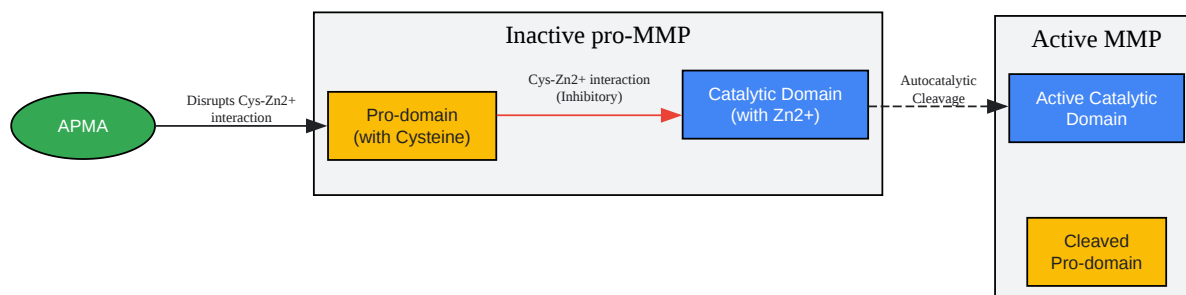 APMA
Disrupts Cys-Zn2+
interaction
Inactive pro-MMP
Pro-domain
(with Cysteine)
Cys-Zn2+ interaction
(Inhibitory)
Catalytic Domain
(with Zn2+)
Autocatalytic
Cleavage
Active MMP
Active Catalytic
Domain
Cleaved
Pro-domain